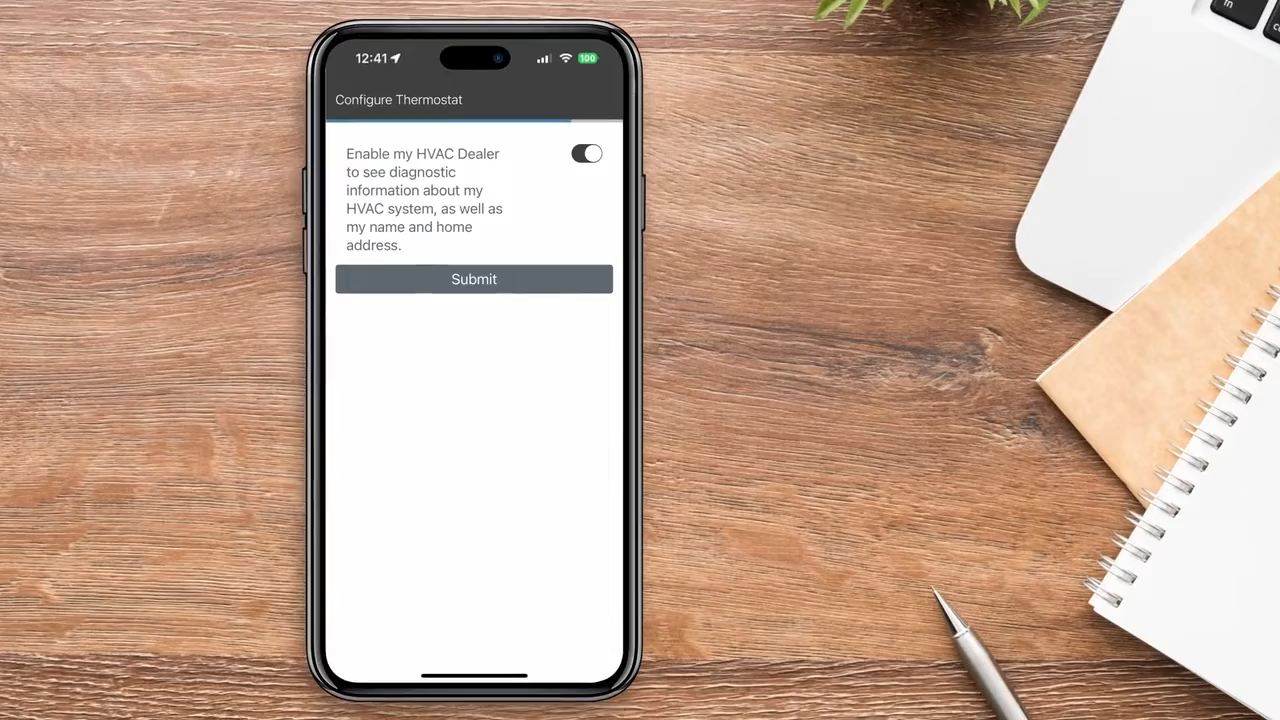 12:41
100
Configure Thermostat
Enable my HVAC Dealer
to see diagnostic
information about my
HVAC system, as well as
my name and home
address.
Submit
fn